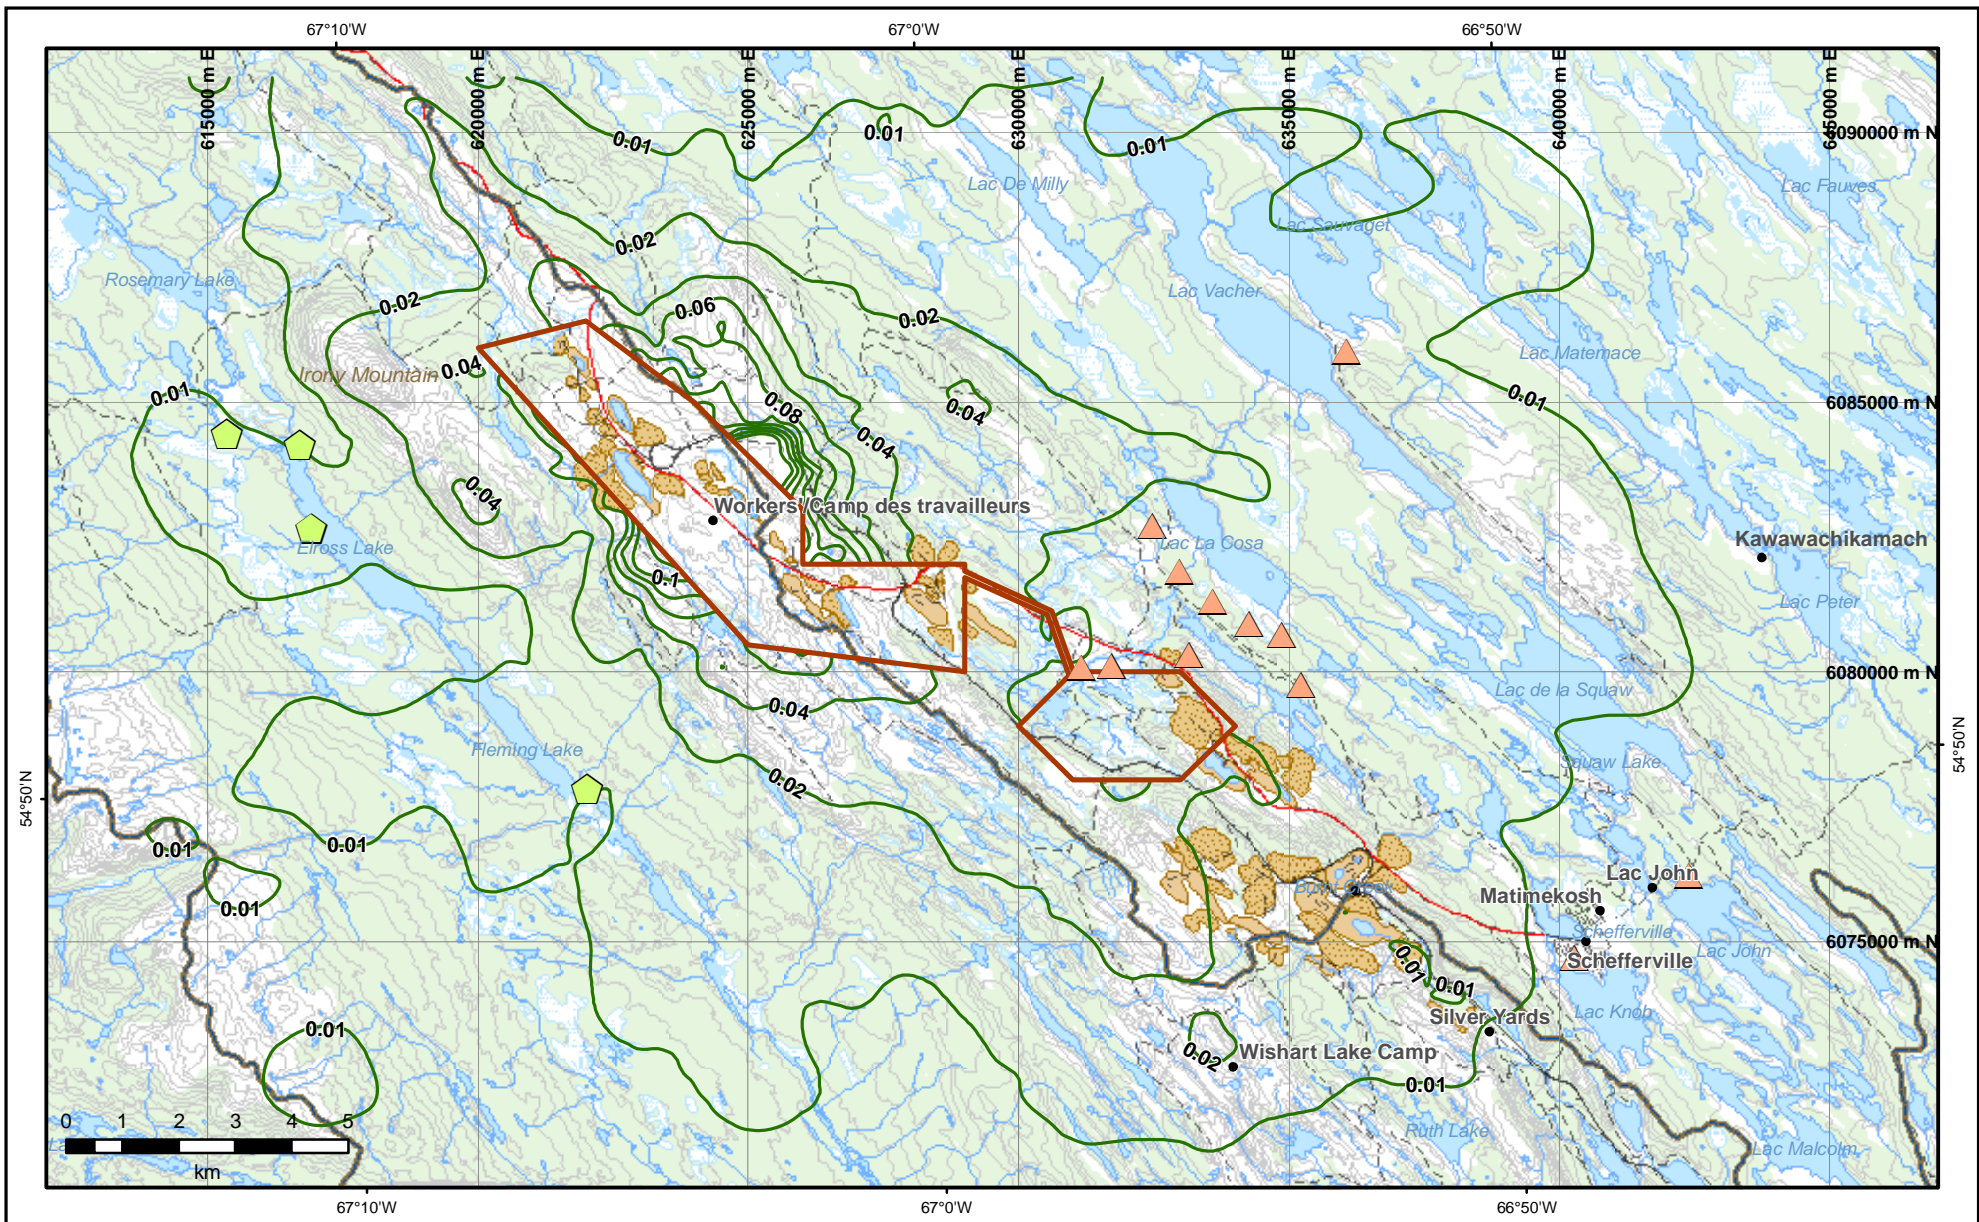 67°10'W
67°0'W
66°50'W
615000 m E
620000 m E
625000 m E
630000 m E
635000 m E
640000 m E
645000 m E
0.01
0.01
0.01
6090000 m N
Lac De Milly
Lac Fauves
Lac Sauvaget
0.02
Rosemary Lake
Lac Vacher
0.02
0.06
0.02
Lac Matemace
Irony Mountain
0.04
0.01
0.08
0.04
0.01
6085000 m N
0.04
0.04
Workers'/Camp des travailleurs
Elross Lake
Lac La Cosa
Kawawachikamach
0.1
Lac Peter
6080000 m N
Lac de la Squaw
0.04
Fleming Lake
Squaw Lake
54°50'N
54°50'N
0.02
0.01
0.01
Lac John
Burnt Creek
Matimekosh
0.01
Schefferville
6075000 m N
Lac John
Schefferville
0.01
0.01
Lac Knob
Silver Yards
0.01
0.02
Wishart Lake Camp
0.01
0 1 2 3 4 5
km
Ruth Lake
Lac Malcolm
67°10'W
67°0'W
66°50'W